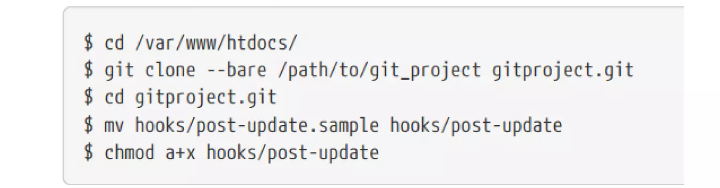 $ cd /var/www/htdocs/
$ git clone --bare /path/to/git_project gitproject.git
$ cd gitproject.git
$ mv hooks/post-update.sample hooks/post-update
$ chmod a+x hooks/post-update